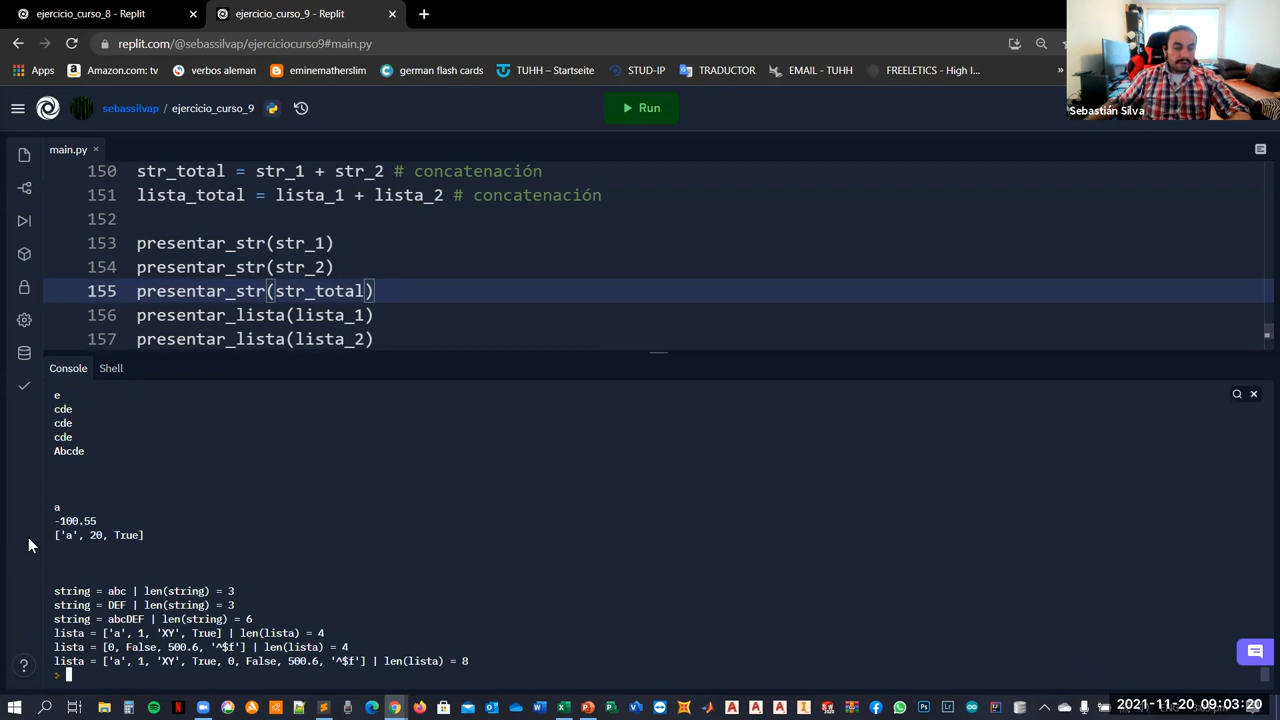 ejercicio_curso_8 - Replit
ejercicio_curso_9 - Replit
replit.com/@sebassilvap/ejerciciocurso9#main.py
Apps
Amazon.com: tv
verbos aleman
eminematherslim
german flashcards
TUHH – Startseite
STUD-IP
TRADUCTOR
EMAIL - TUHH
FREELETICS - High I...
Sebastián Silva
sebassilvap / ejercicio_curso_9
Run
main.py
150 str_total = str_1 + str_2 # concatenación
151 lista_total = lista_1 + lista_2 # concatenación
152
153 presentar_str(str_1)
154 presentar_str(str_2)
155 presentar_str(str_total)
156 presentar_lista(lista_1)
157 presentar_lista(lista_2)
Console
Shell
e
cde
cde
cde
Abcde
a
-100.55
['a', 20, True]
string = abc | len(string) = 3
string = DEF | len(string) = 3
string = abcDEF | len(string) = 6
lista = ['a', 1, 'XY', True] | len(lista) = 4
lista = [0, False, 500.6, '^$f'] | len(lista) = 4
lista = ['a', 1, 'XY', True, 0, False, 500.6, '^$f'] | len(lista) = 8
>
2021-11-20 09:03:20